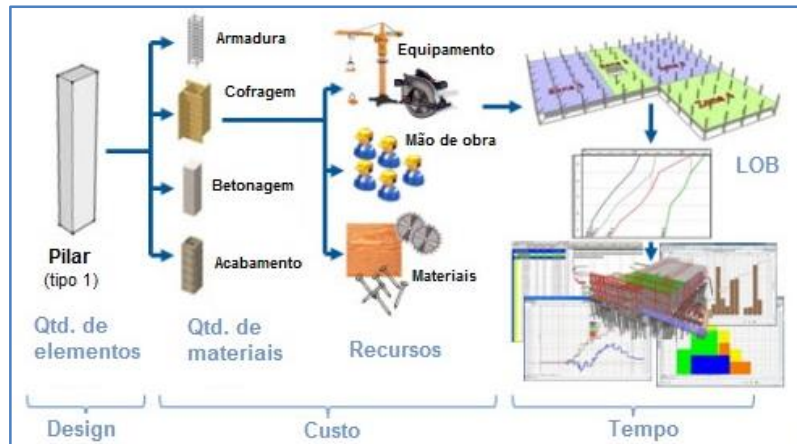 Armadura
Cofragem
Betonagem
Acabamento
Pilar
(tipo 1)
Equipamento
Mão de obra
Materiais
LOB
Qtd. de
elementos
Qtd. de
materiais
Recursos
Design
Custo
Tempo